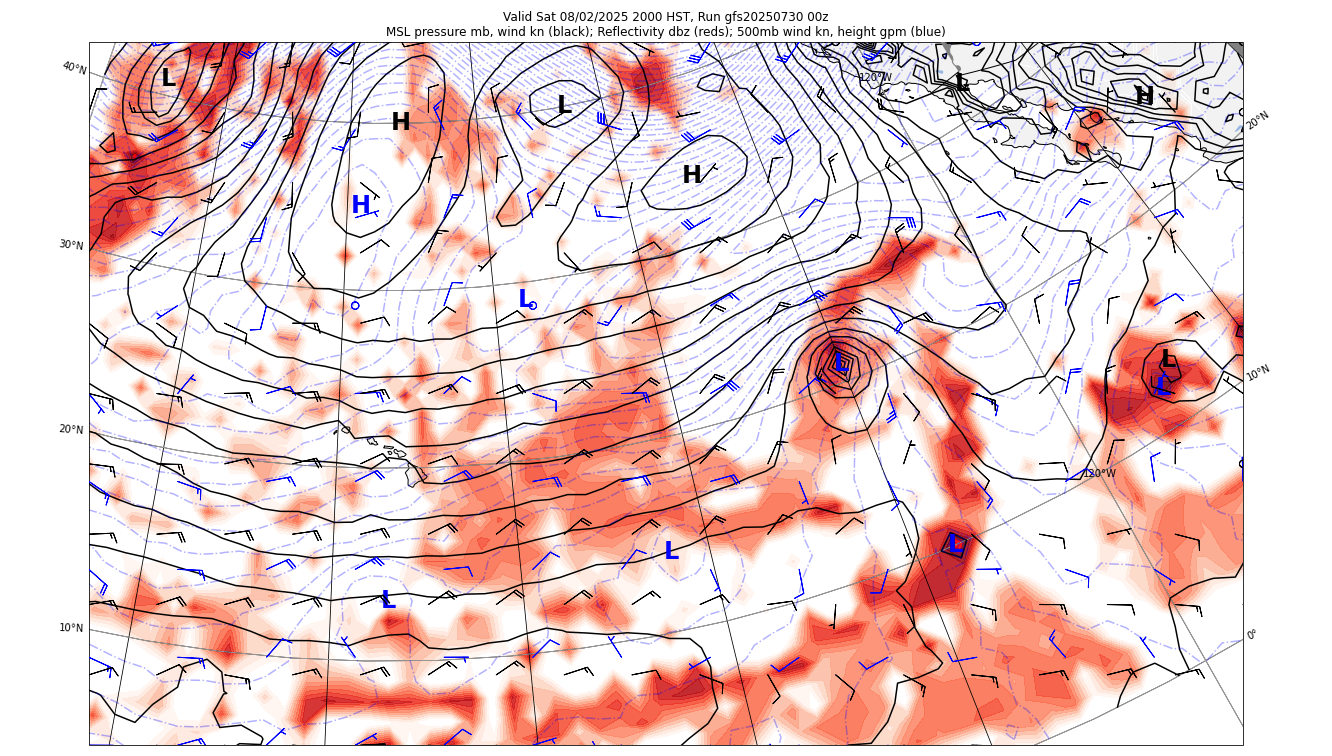 Valid Sat 08/02/2025 2000 HST, Run gfs20250730 00z
MSL pressure mb, wind kn (black); Reflectivity dbz (reds); 500mb wind kn, height gpm (blue)
40°N
L
H
L
120°W
L
H
20°N
H
H
30°N
L
L
L
L
10°N
20°N
120°W
L
L
L
10°N
0°